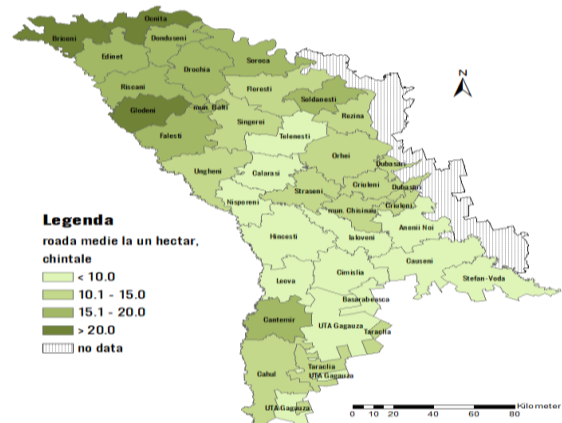 Ocnita
Briceni
Donduseni
Edinet
Soroca
Drochia
Riscani
Floresti
Soldanesti
Glodeni
mun. Balti
Rezina
Singerei
Falesti
Telenesti
Orhei
Ungheni
Calarasi
Dubasari
Criuleni
Dubasari
Straseni
Nisporeni
mun. Chisinau
Criuleni
Anenii Noi
Hincesti
Ialoveni
Causeni
Cimislia
Stefan-Voda
Leova
Basarabeasca
Cantemir
UTA Gagauza
Taraclia
Taraclia
Cahul
UTA Gagauza
UTA Gagauza
N
Legenda
roada medie la un hectar,
chintale
< 10.0
10.1 - 15.0
15.1 - 20.0
> 20.0
no data
Kilometer
0 10 20 40 60 80